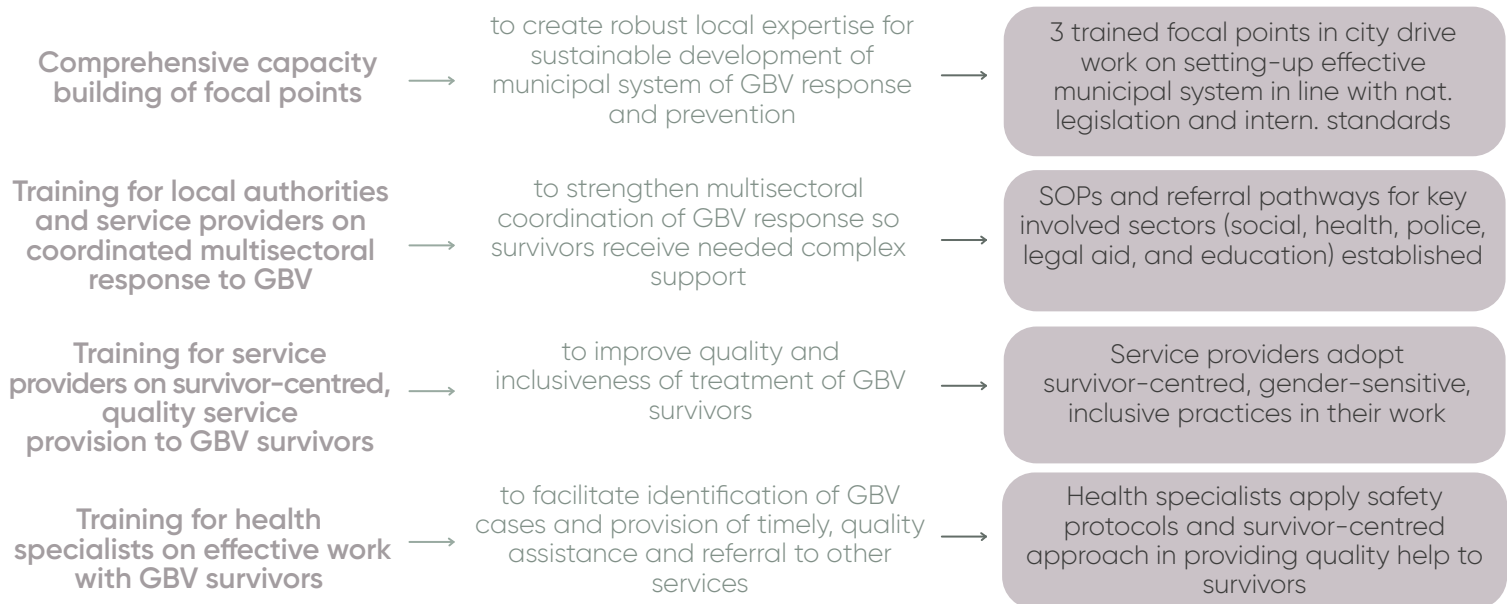 Comprehensive capacity
building of focal points
to create robust local expertise for
sustainable development of
municipal system of GBV response
and prevention
3 trained focal points in city drive
work on setting-up effective
municipal system in line with nat.
legislation and intern. standards
Training for local authorities
and service providers on
coordinated multisectoral
response to GBV
to strengthen multisectoral
coordination of GBV response so
survivors receive needed complex
support
SOPs and referral pathways for key
involved sectors (social, health, police,
legal aid, and education) established
Training for service
providers on survivor-centred,
quality service
provision to GBV survivors
to improve quality and
inclusiveness of treatment of GBV
survivors
Service providers adopt
survivor-centred, gender-sensitive,
inclusive practices in their work
Training for health
specialists on effective work
with GBV survivors
to facilitate identification of GBV
cases and provision of timely, quality
assistance and referral to other
services
Health specialists apply safety
protocols and survivor-centred
approach in providing quality help to
survivors